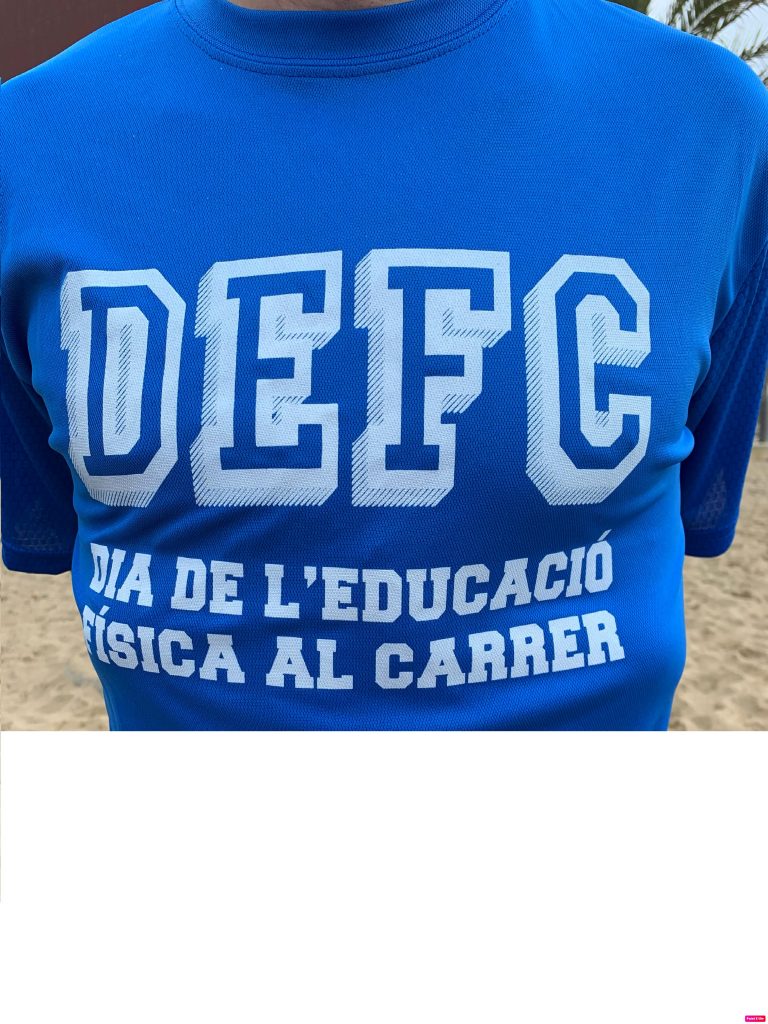 DEFC
DIA DE L'EDUCACIÓ
FÍSICA AL CARRER